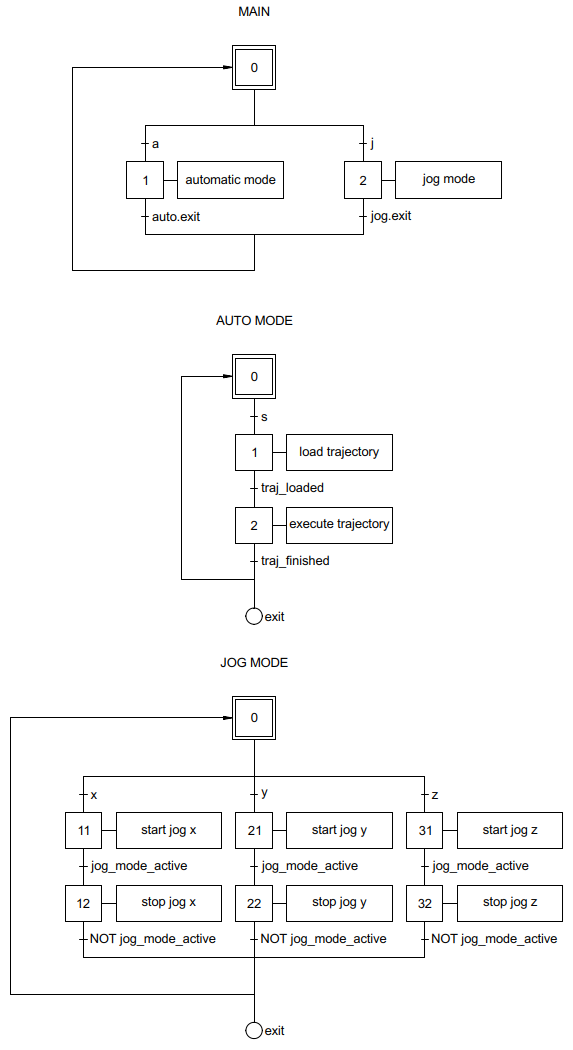 MAIN
0
a
j
1
automatic mode
2
jog mode
auto.exit
jog.exit
AUTO MODE
0
s
1
load trajectory
traj_loaded
2
execute trajectory
traj_finished
exit
JOG MODE
0
x
y
z
11
start jog x
21
start jog y
31
start jog z
jog_mode_active
jog_mode_active
jog_mode_active
12
stop jog x
22
stop jog y
32
stop jog z
NOT jog_mode_active
NOT jog_mode_active
NOT jog_mode_active
exit